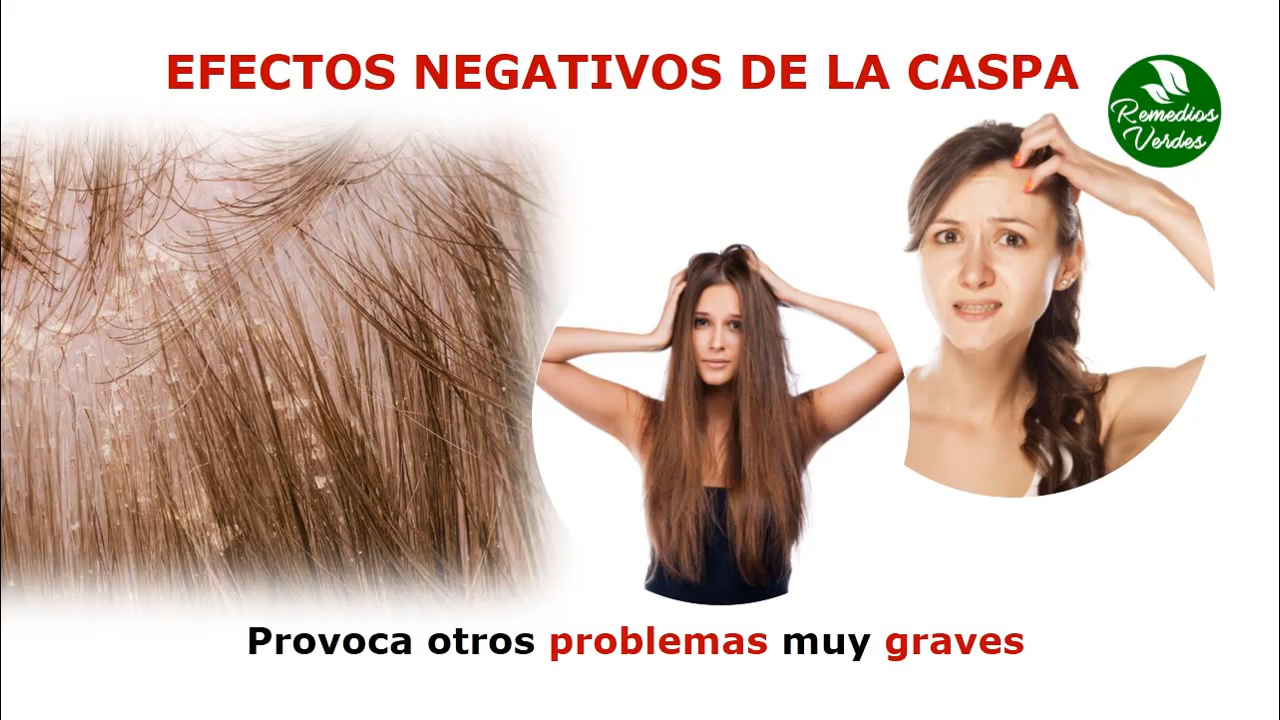 EFECTOS NEGATIVOS DE LA CASPA
Remedios
Verdes
Provoca otros problemas muy graves